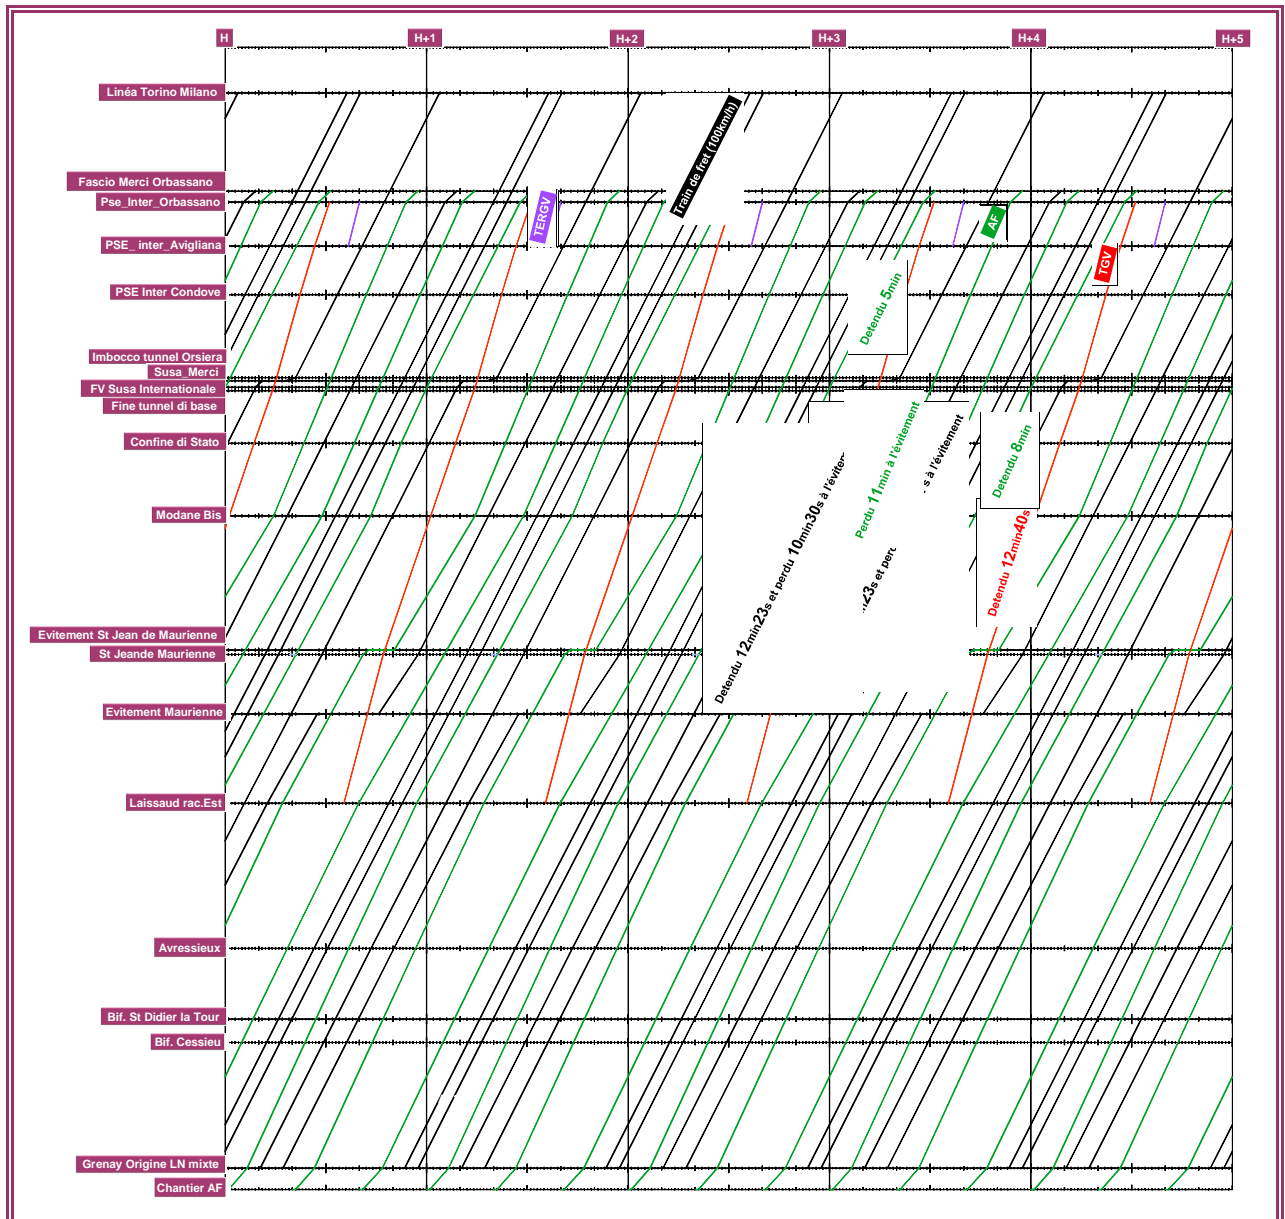 H
H+1
H+2
H+3
H+4
H+5
Linéa Torino Milano
Train de fret (100km/h)
Fascio Merci Orbassano
Pse_Inter_Orbassano
TERGV
AF
PSE_ inter_Avigliana
TGV
PSE Inter Condove
Detendu 5min
Imbocco tunnel Orsiera
Susa_Merci
FV Susa Internationale
Fine tunnel di base
Confine di Stato
Detendu 12min23s et perdu 10min30s à l'éviter
Perdu 11min à l'évitement
s à l'évitement
23s et
Detendu 8min
Detendu 12min40s
Modane Bis
Evitement St Jean de Maurienne
St Jeande Maurienne
Evitement Maurienne
Laissaud rac.Est
Avressieux
Bif. St Didier la Tour
Bif. Cessieu
Grenay Origine LN mixte
Chantier AF